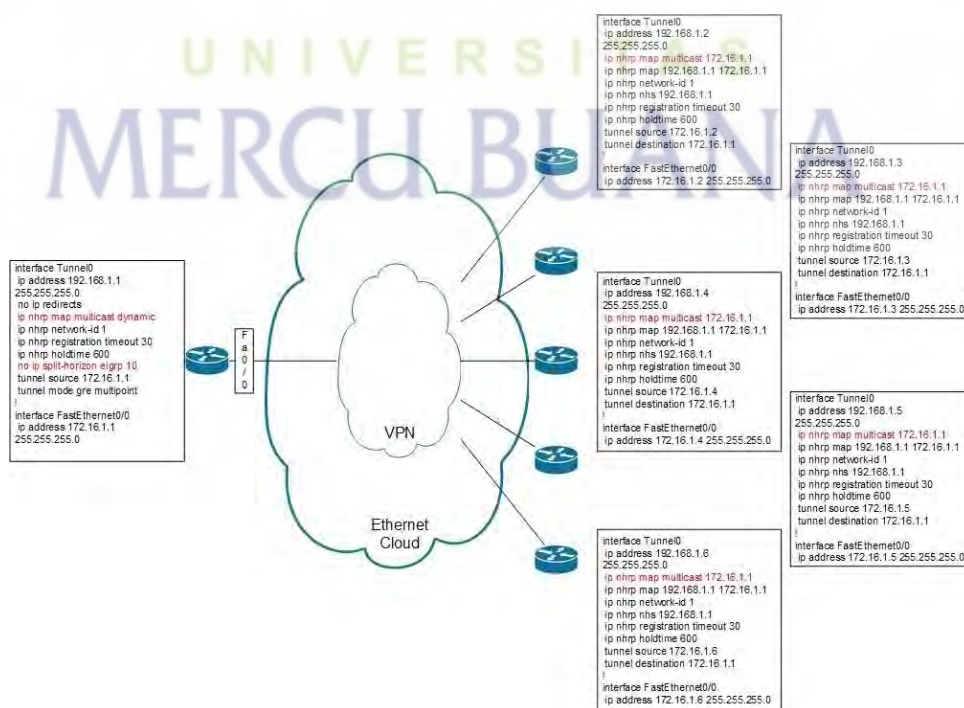 UNIVERSITAS
MERCU BUANA
interface Tunnel0
ip address 192.168.1.1
255.255.255.0
no ip redirects
ip nhrp map multicast dynamic
ip nhrp network-id 1
ip nhrp registration timeout 30
ip nhrp holdtime 600
no ip split-horizon eigrp 10
tunnel source 172.16.1.1
tunnel mode gre multipoint
!
interface FastEthernet0/0
ip address 172.16.1.1
255.255.255.0
Fa0/0
VPN
Ethernet
Cloud
interface Tunnel0
ip address 192.168.1.2
255.255.255.0
ip nhrp map multicast 172.16.1.1
ip nhrp map 192.168.1.1 172.16.1.1
ip nhrp network-id 1
ip nhrp nhs 192.168.1.1
ip nhrp registration timeout 30
ip nhrp holdtime 600
tunnel source 172.16.1.2
tunnel destination 172.16.1.1
interface FastEthernet0/0
ip address 172.16.1.2 255.255.255.0
interface Tunnel0
ip address 192.168.1.3
255.255.255.0
ip nhrp map multicast 172.16.1.1
ip nhrp map 192.168.1.1 172.16.1.1
ip nhrp network-id 1
ip nhrp nhs 192.168.1.1
ip nhrp registration timeout 30
ip nhrp holdtime 600
tunnel source 172.16.1.3
tunnel destination 172.16.1.1
!
interface FastEthernet0/0
ip address 172.16.1.3 255.255.255.0
interface Tunnel0
ip address 192.168.1.4
255.255.255.0
ip nhrp map multicast 172.16.1.1
ip nhrp map 192.168.1.1 172.16.1.1
ip nhrp network-id 1
ip nhrp nhs 192.168.1.1
ip nhrp registration timeout 30
ip nhrp holdtime 600
tunnel source 172.16.1.4
tunnel destination 172.16.1.1
!
interface FastEthernet0/0
ip address 172.16.1.4 255.255.255.0
interface Tunnel0
ip address 192.168.1.5
255.255.255.0
ip nhrp map multicast 172.16.1.1
ip nhrp map 192.168.1.1 172.16.1.1
ip nhrp network-id 1
ip nhrp nhs 192.168.1.1
ip nhrp registration timeout 30
ip nhrp holdtime 600
tunnel source 172.16.1.5
tunnel destination 172.16.1.1
!
interface FastEthernet0/0
ip address 172.16.1.5 255.255.255.0
interface Tunnel0
ip address 192.168.1.6
255.255.255.0
ip nhrp map multicast 172.16.1.1
ip nhrp map 192.168.1.1 172.16.1.1
ip nhrp network-id 1
ip nhrp nhs 192.168.1.1
ip nhrp registration timeout 30
ip nhrp holdtime 600
tunnel source 172.16.1.6
tunnel destination 172.16.1.1
!
interface FastEthernet0/0
ip address 172.16.1.6 255.255.255.0